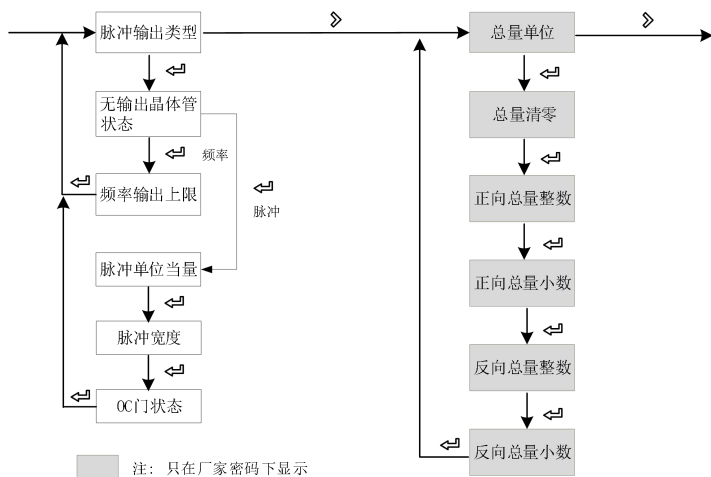 脉冲输出类型
总量单位
无输出晶体管
状态
总量清零
频率
频率输出上限
正向总量整数
脉冲
脉冲单位当量
正向总量小数
脉冲宽度
反向总量整数
OC门状态
反向总量小数
注: 只在厂家密码下显示